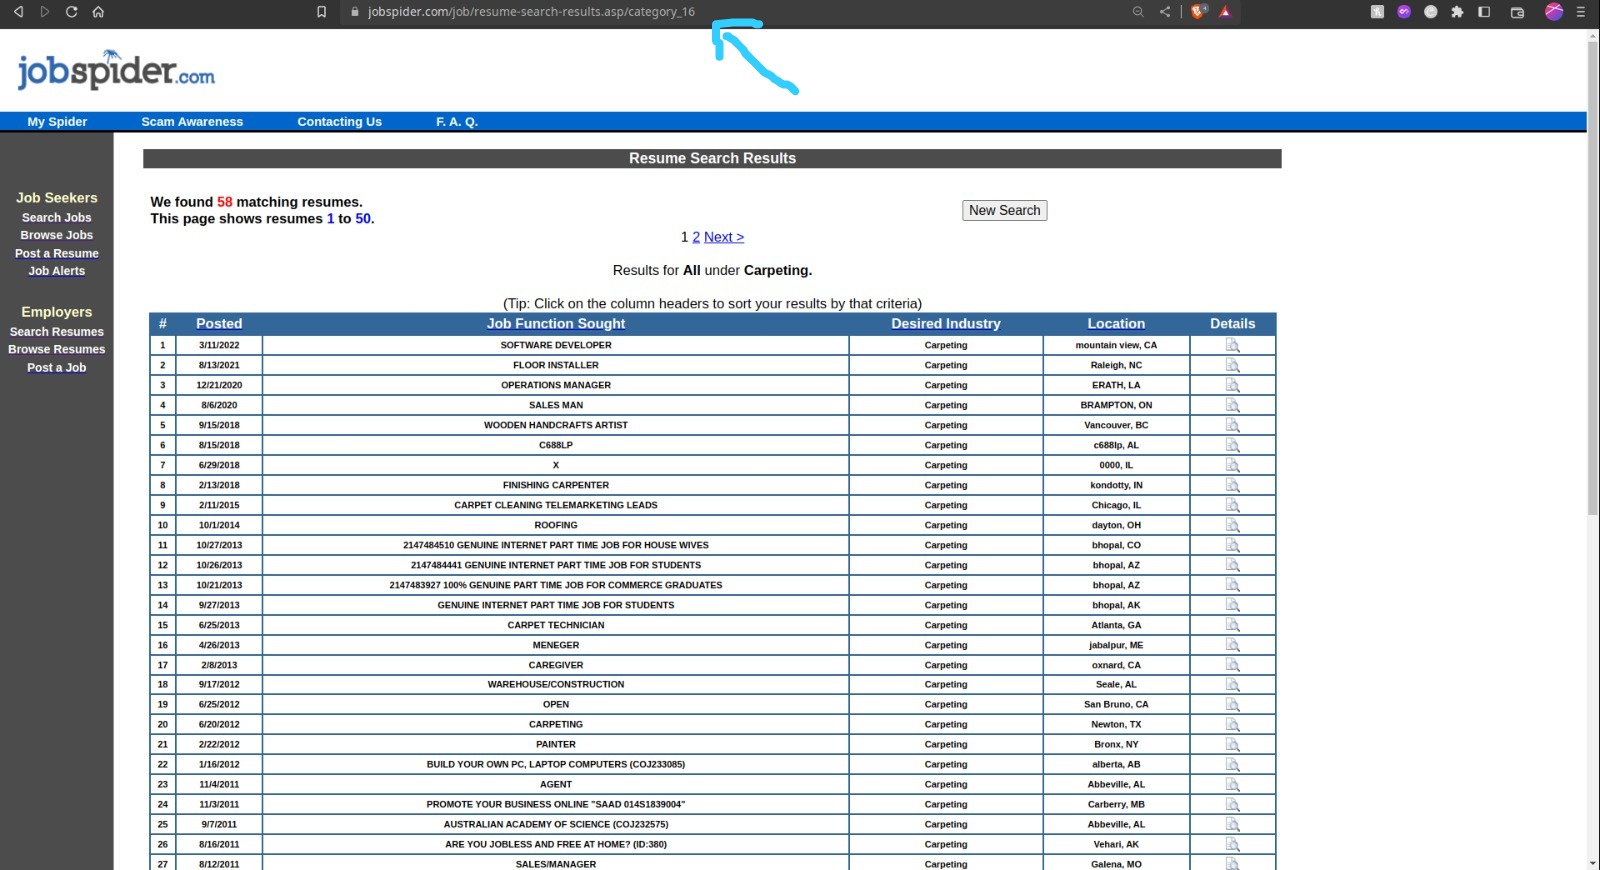 jobspider.com/job/resume-search-results.asp/category_16
jobspider.com
My Spider Scam Awareness Contacting Us F. A. Q.
Resume Search Results
Job Seekers
Search Jobs
Browse Jobs
Post a Resume
Job Alerts
Employers
Search Resumes
Browse Resumes
Post a Job
We found 58 matching resumes.
This page shows resumes 1 to 50.
New Search
1 2 Next >
Results for All under Carpeting.
(Tip: Click on the column headers to sort your results by that criteria)
# Posted Job Function Sought Desired Industry Location Details
1 3/11/2022 SOFTWARE DEVELOPER Carpeting mountain view, CA
2 8/13/2021 FLOOR INSTALLER Carpeting Raleigh, NC
3 12/21/2020 OPERATIONS MANAGER Carpeting ERATH, LA
4 8/6/2020 SALES MAN Carpeting BRAMPTON, ON
5 9/15/2018 WOODEN HANDCRAFTS ARTIST Carpeting Vancouver, BC
6 8/15/2018 C688LP Carpeting c688lp, AL
7 6/29/2018 X Carpeting 0000, IL
8 2/13/2018 FINISHING CARPENTER Carpeting kondotty, IN
9 2/11/2015 CARPET CLEANING TELEMARKETING LEADS Carpeting Chicago, IL
10 10/1/2014 ROOFING Carpeting dayton, OH
11 10/27/2013 2147484510 GENUINE INTERNET PART TIME JOB FOR HOUSE WIVES Carpeting bhopal, CO
12 10/26/2013 2147484441 GENUINE INTERNET PART TIME JOB FOR STUDENTS Carpeting bhopal, AZ
13 10/21/2013 2147483927 100% GENUINE PART TIME JOB FOR COMMERCE GRADUATES Carpeting bhopal, AZ
14 9/27/2013 GENUINE INTERNET PART TIME JOB FOR STUDENTS Carpeting bhopal, AK
15 6/25/2013 CARPET TECHNICIAN Carpeting Atlanta, GA
16 4/26/2013 MENEGER Carpeting jabalpur, ME
17 2/8/2013 CAREGIVER Carpeting oxnard, CA
18 9/17/2012 WAREHOUSE/CONSTRUCTION Carpeting Seale, AL
19 6/25/2012 OPEN Carpeting San Bruno, CA
20 6/20/2012 CARPETING Carpeting Newton, TX
21 2/22/2012 PAINTER Carpeting Bronx, NY
22 1/16/2012 BUILD YOUR OWN PC, LAPTOP COMPUTERS (COJ233085) Carpeting alberta, AB
23 11/4/2011 AGENT Carpeting Abbeville, AL
24 11/3/2011 PROMOTE YOUR BUSINESS ONLINE "SAAD 014S1839004" Carpeting Carberry, MB
25 9/7/2011 AUSTRALIAN ACADEMY OF SCIENCE (COJ232575) Carpeting Abbeville, AL
26 8/16/2011 ARE YOU JOBLESS AND FREE AT HOME? (ID:380) Carpeting Vehari, AK
27 8/12/2011 SALES/MANAGER Carpeting Galena, MO